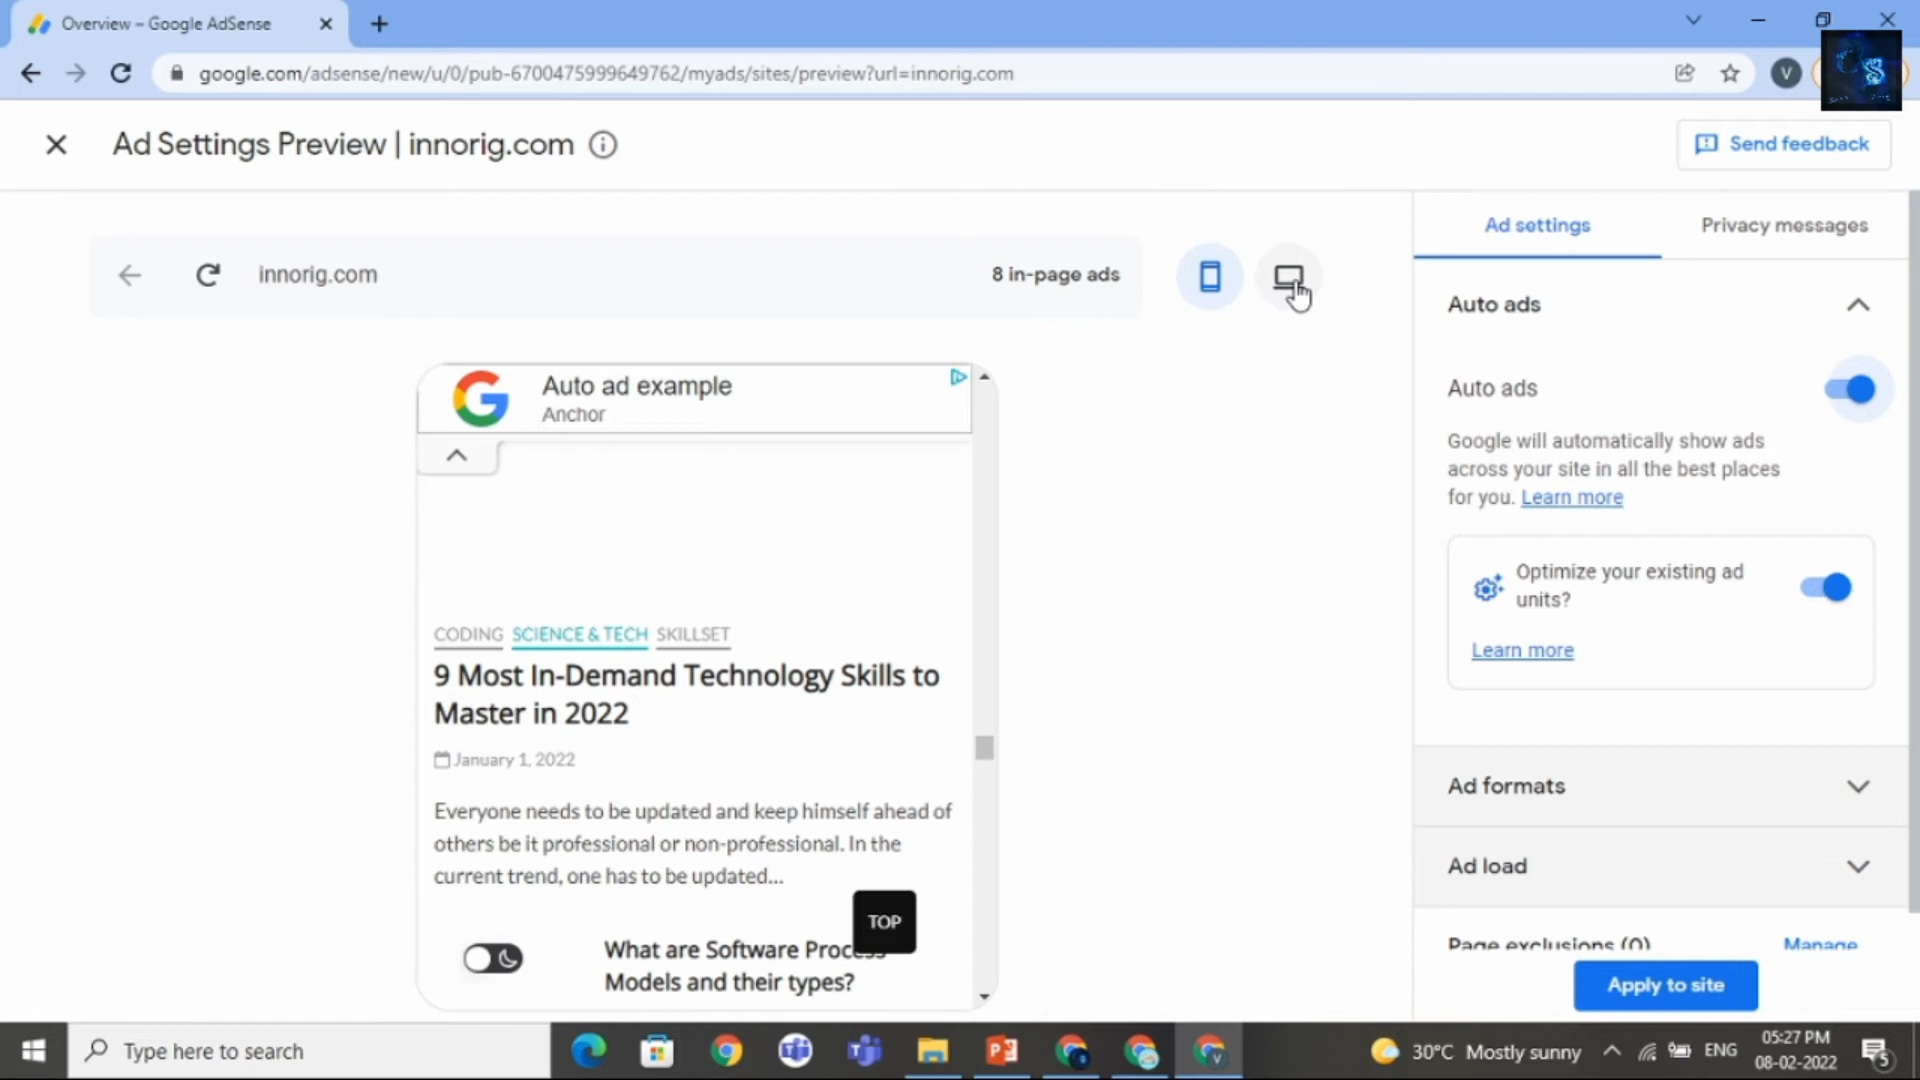 Overview – Google AdSense
google.com/adsense/new/u/0/pub-6700475999649762/myads/sites/preview?url=innorig.com
V
Ad Settings Preview | innorig.com
Send feedback
innorig.com
8 in-page ads
Ad settings
Privacy messages
Auto ads
Auto ads
Google will automatically show ads
across your site in all the best places
for you. Learn more
Optimize your existing ad
units?
Learn more
Ad formats
Ad load
Page exclusions (0)
Manage
Apply to site
Auto ad example
Anchor
CODING SCIENCE & TECH SKILLSET
9 Most In-Demand Technology Skills to
Master in 2022
January 1, 2022
Everyone needs to be updated and keep himself ahead of
others be it professional or non-professional. In the
current trend, one has to be updated...
TOP
What are Software Process
Models and their types?
Type here to search
30°C Mostly sunny
ENG
05:27 PM
08-02-2022
5